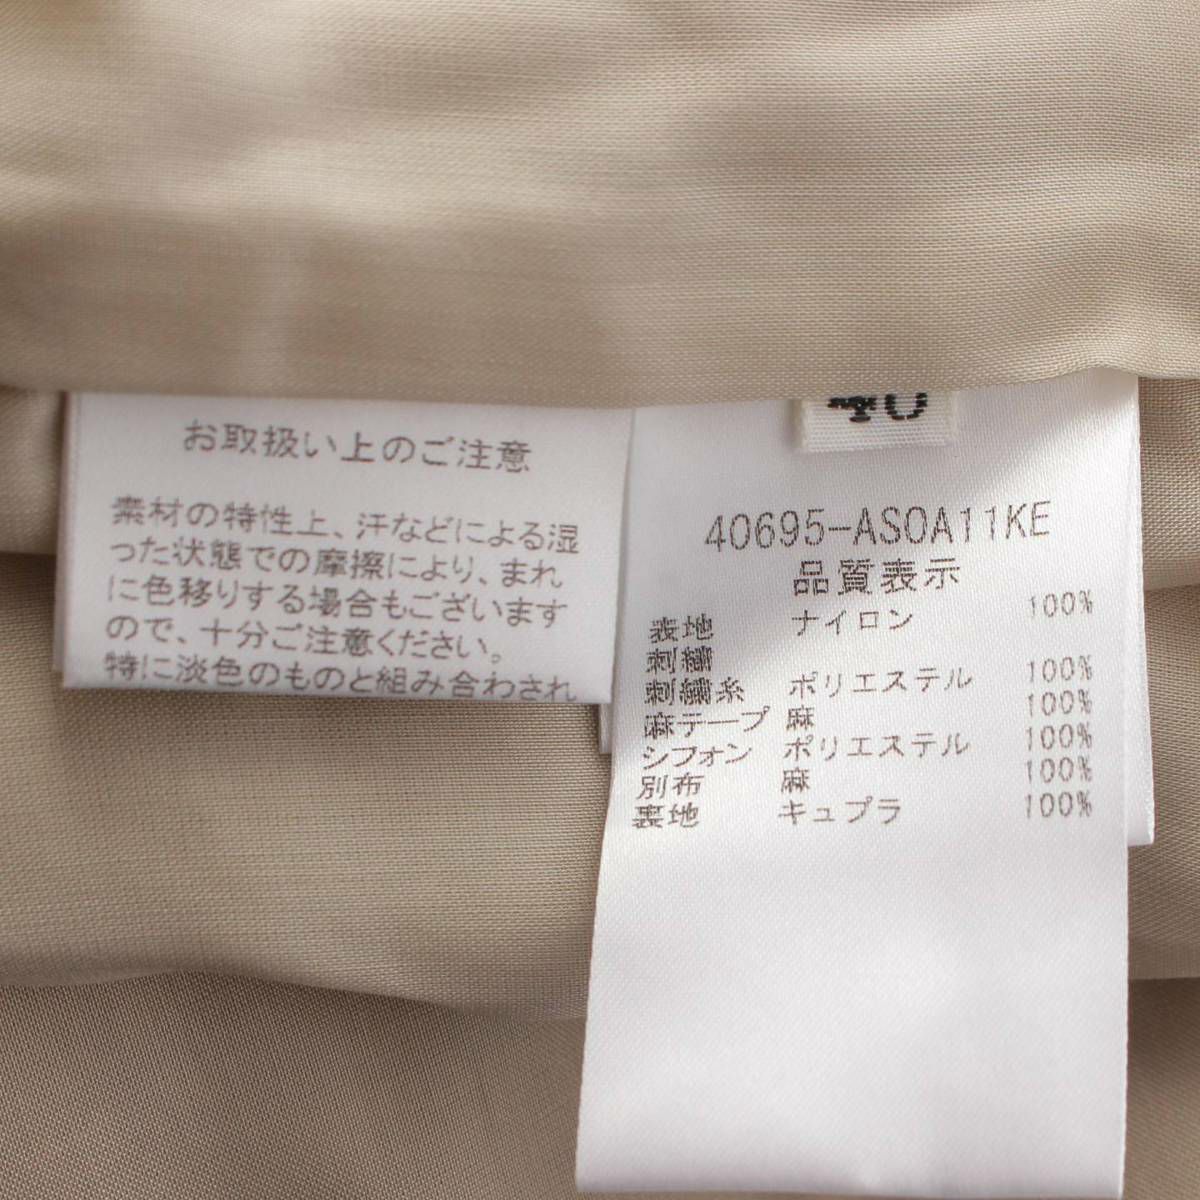 お取扱い上のご注意
素材の特性上、汗などによる湿
った状態での摩擦により、まれ
に色移りする場合もございます
ので、十分ご注意ください。
特に淡色のものと組み合わされ
40
40695-ASOA11KE
品質表示
表地 ナイロン 100%
刺繍
刺繍糸 ポリエステル 100%
麻テープ 麻 100%
シフォン ポリエステル 100%
別布 麻 100%
裏地 キュプラ 100%